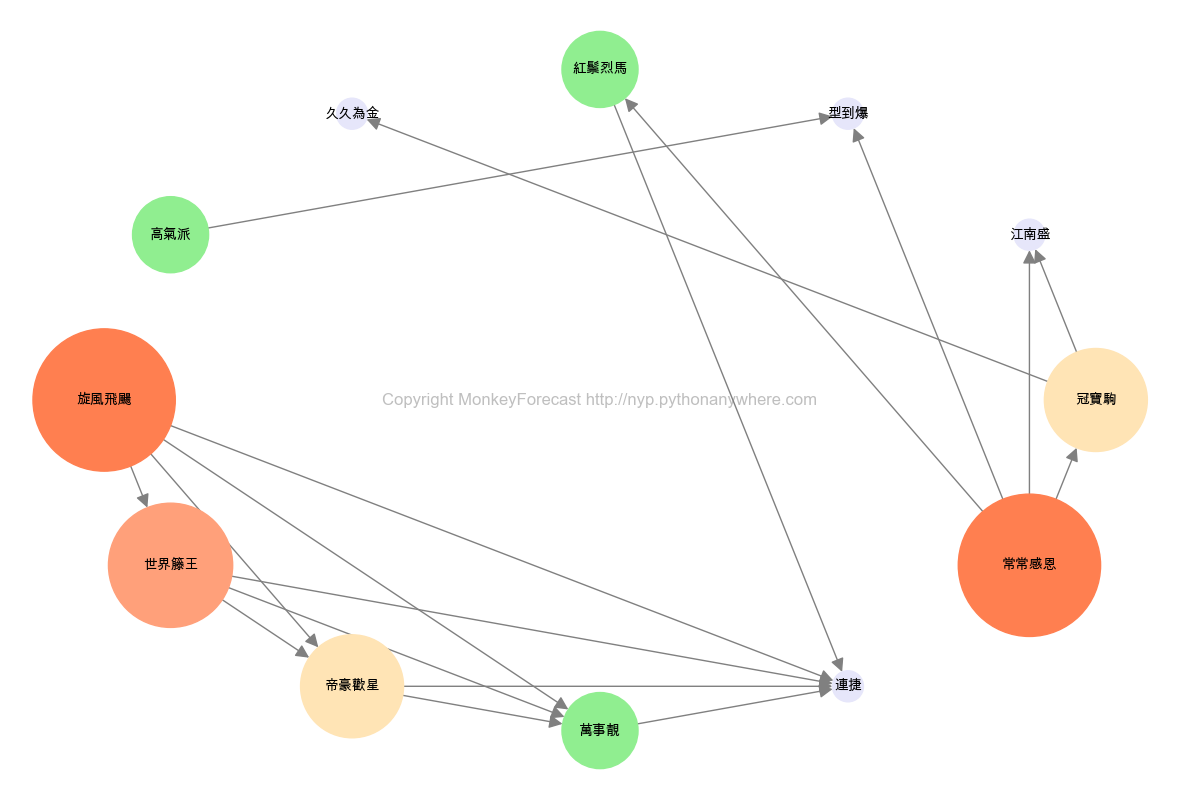 紅鬃烈馬
久久為金
型到爆
高氣派
江南盛
旋風飛颺
Copyright MonkeyForecast http://nyp.pythonanywhere.com
冠寶駒
世界籐王
常常感恩
帝豪歡星
連捷
萬事靚